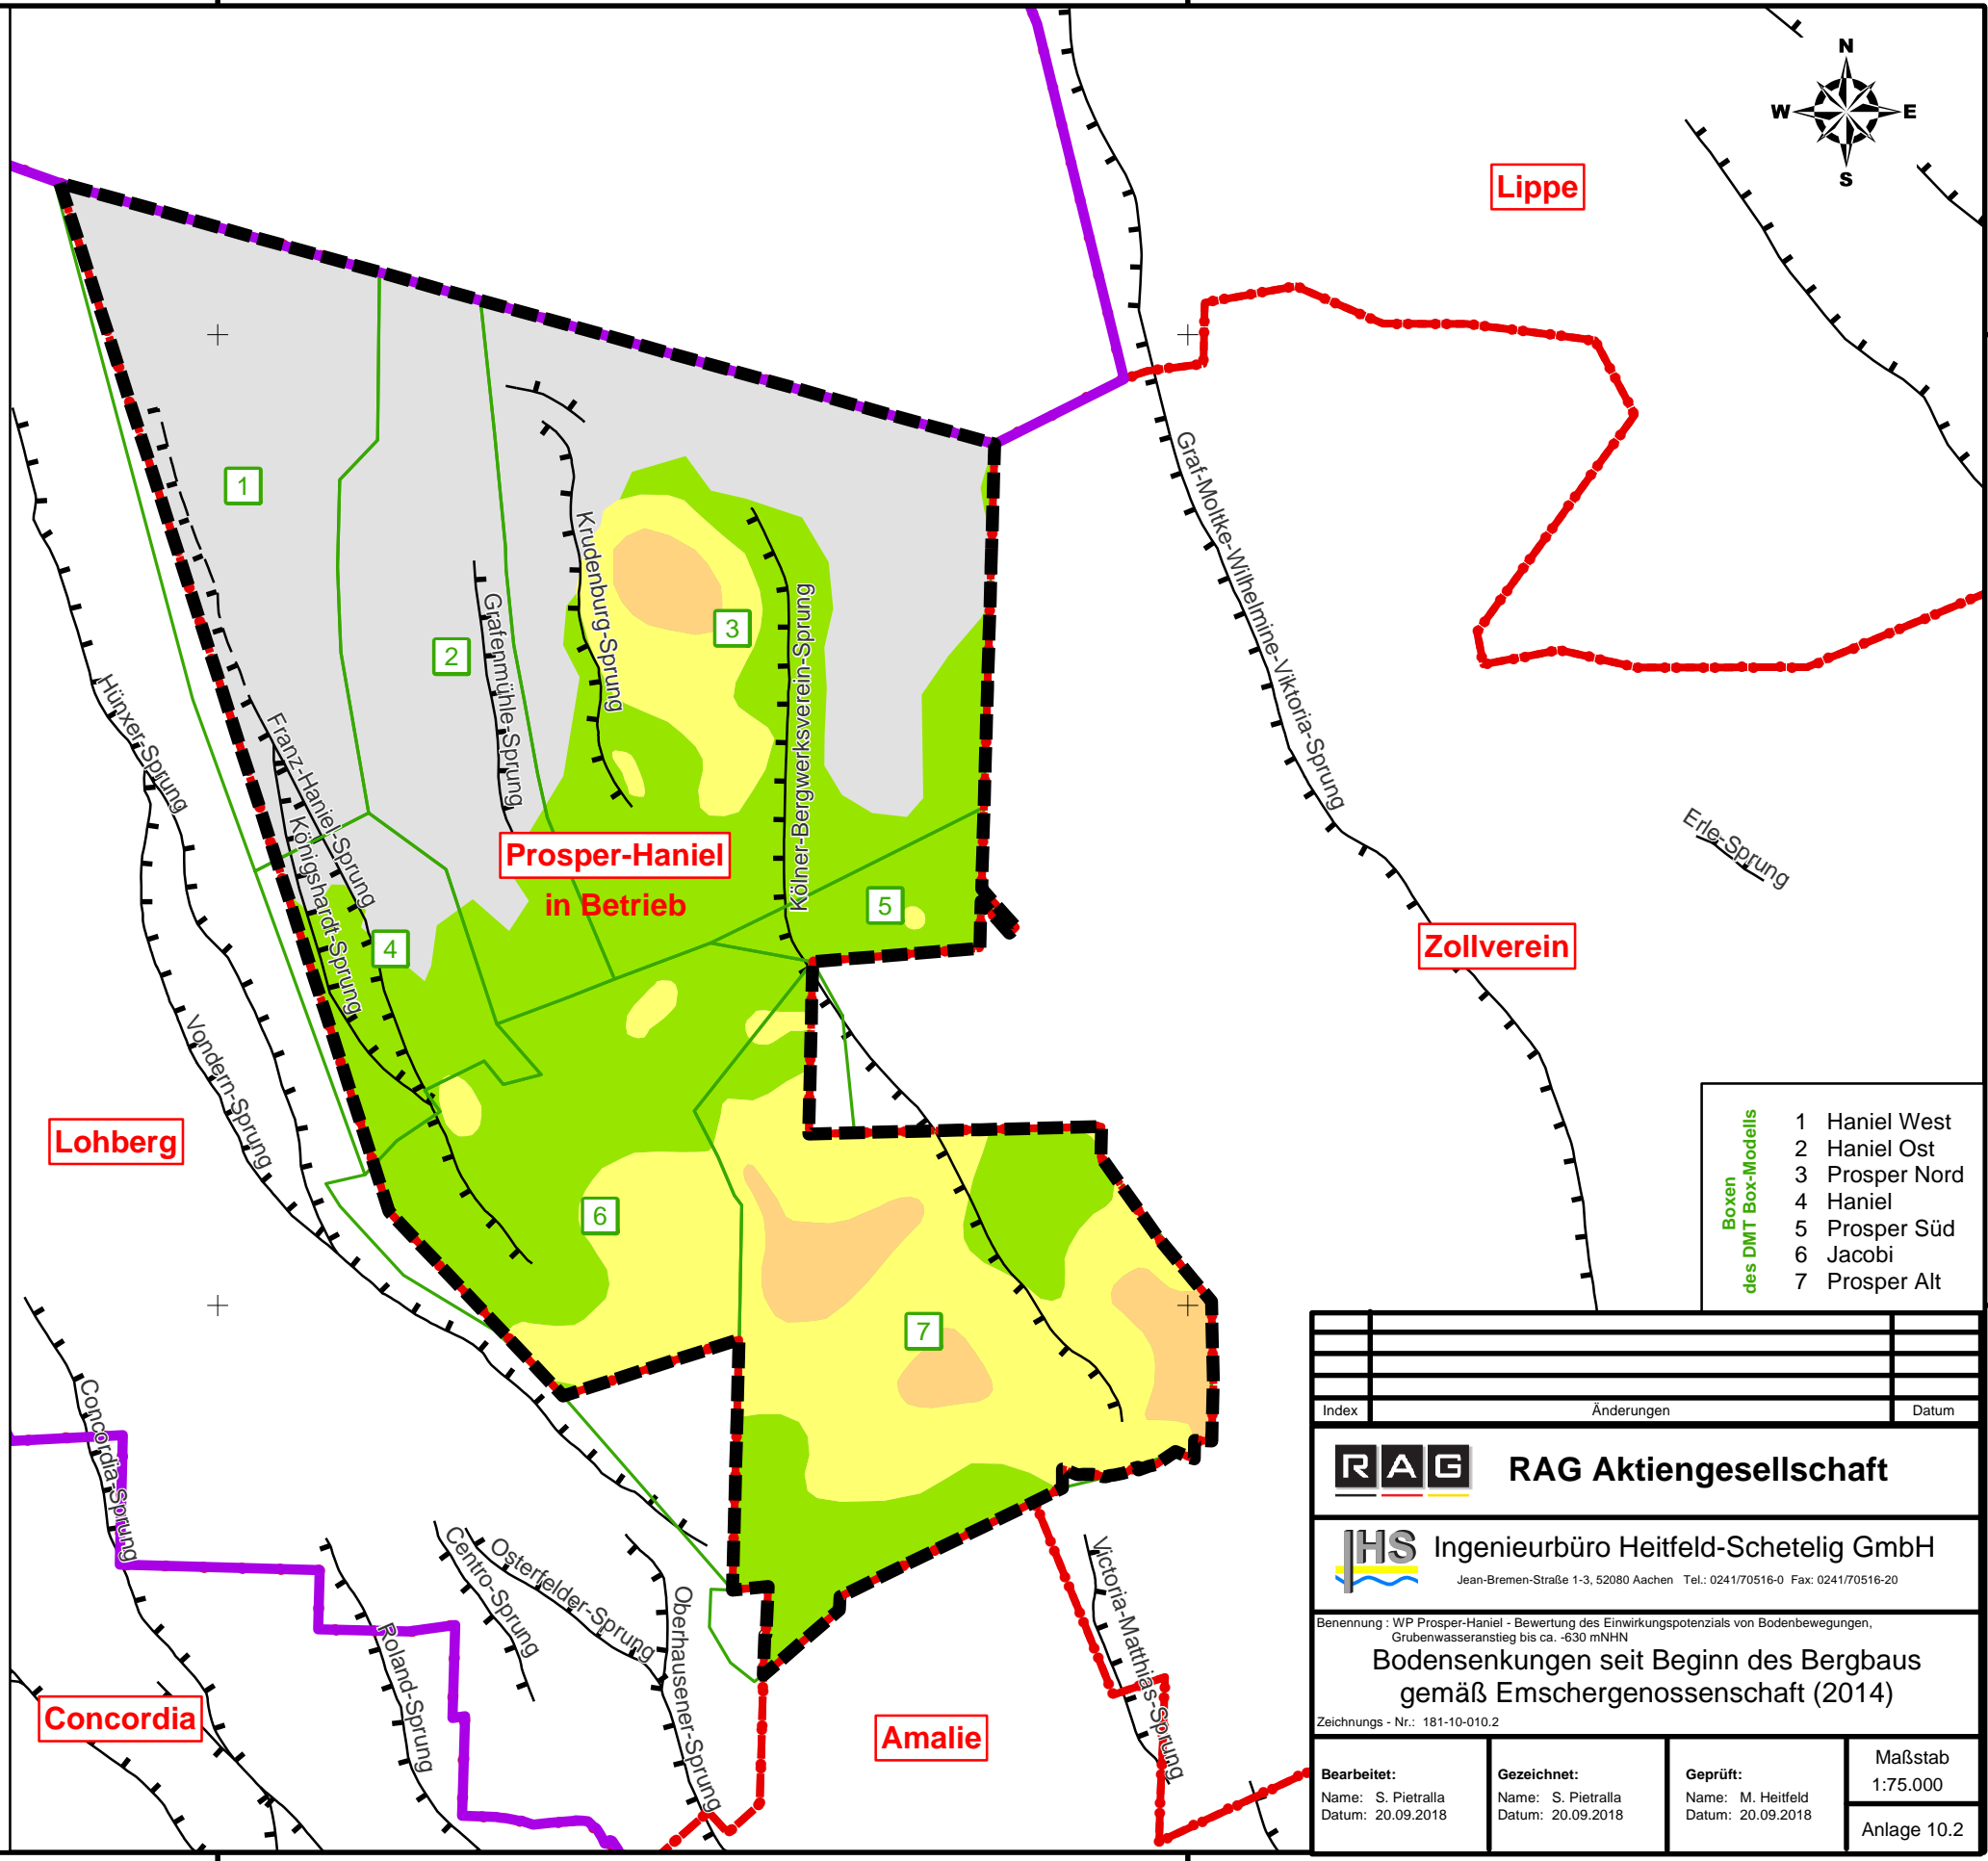 N
W E
S
Lippe
1
2
3
4
5
6
7
Graf-Moltke-Wilhelmine-Viktoria-Sprung
Krudenburg-Sprung
Grafenmühle-Sprung
Kölner-Bergwerksverein-Sprung
Hünxer-Sprung
Franz-Haniel-Sprung
Königshardt-Sprung
Vondern-Sprung
Erle-Sprung
Prosper-Haniel
in Betrieb
Zollverein
Lohberg
Concordia-Sprung
Centro-Sprung
Osterfelder-Sprung
Roland-Sprung
Oberhausener-Sprung
Victoria-Matthias-Sprung
Concordia
Amalie
Boxen
des DMT Box-Modells
1 Haniel West
2 Haniel Ost
3 Prosper Nord
4 Haniel
5 Prosper Süd
6 Jacobi
7 Prosper Alt
Index Änderungen Datum
RAG RAG Aktiengesellschaft
IHS Ingenieurbüro Heitfeld-Schetelig GmbH
Jean-Bremen-Straße 1-3, 52080 Aachen Tel.: 0241/70516-0 Fax: 0241/70516-20
Benennung : WP Prosper-Haniel - Bewertung des Einwirkungspotenzials von Bodenbewegungen,
Grubenwasseranstieg bis ca. -630 mNHN
Bodensenkungen seit Beginn des Bergbaus
gemäß Emschergenossenschaft (2014)
Zeichnungs - Nr.: 181-10-010.2
Bearbeitet:
Name: S. Pietralla
Datum: 20.09.2018
Gezeichnet:
Name: S. Pietralla
Datum: 20.09.2018
Geprüft:
Name: M. Heitfeld
Datum: 20.09.2018
Maßstab
1:75.000
Anlage 10.2